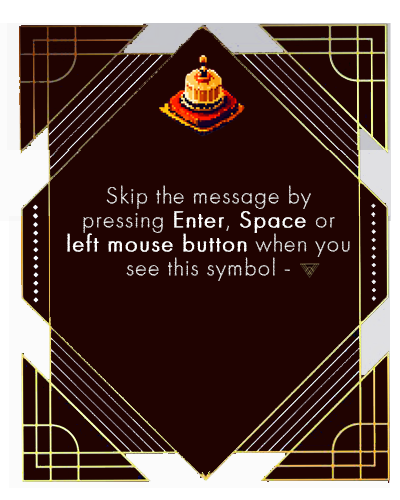 Skip the message by
pressing Enter, Space or
left mouse button when you
see this symbol -